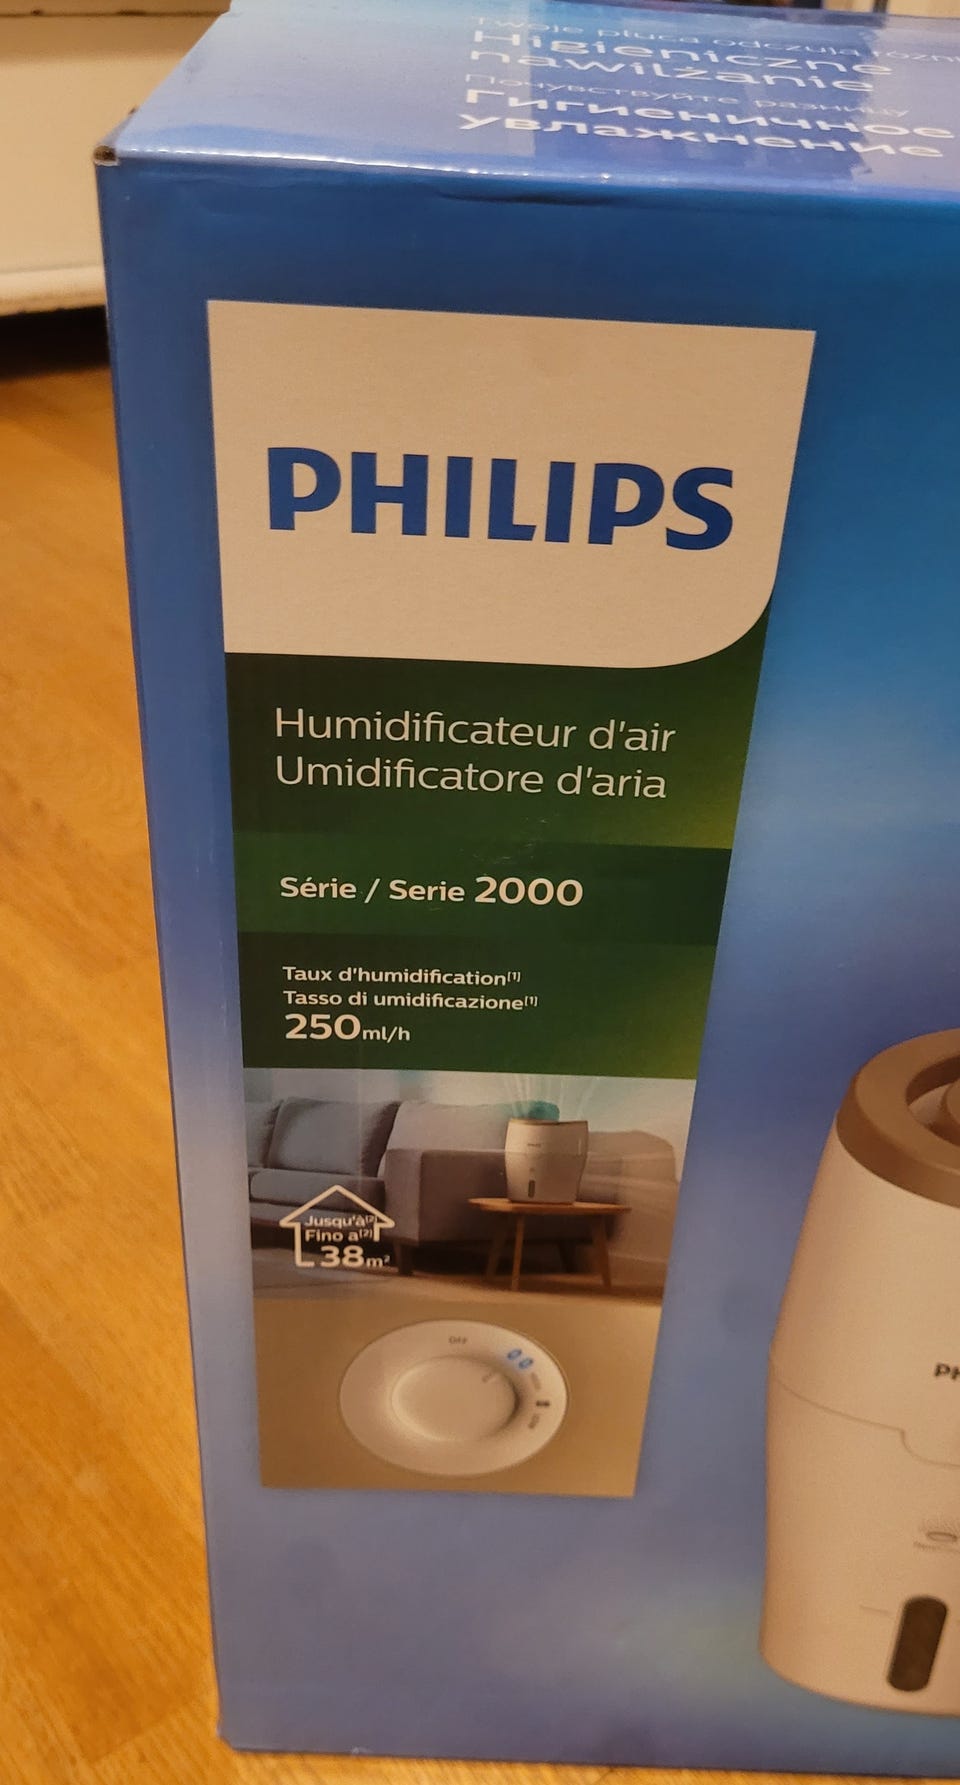 Twoje płuca odczują
Higieniczne
nawilżanie
Почувствуйте разницу
Гигиеничное
увлажнение
PHILIPS
Humidificateur d'air
Umidificatore d'aria
Série / Serie 2000
Taux d'humidification[1]
Tasso di umidificazione[1]
250ml/h
Jusqu'à[2]
Fino a[2]
38m²
OFF
PH